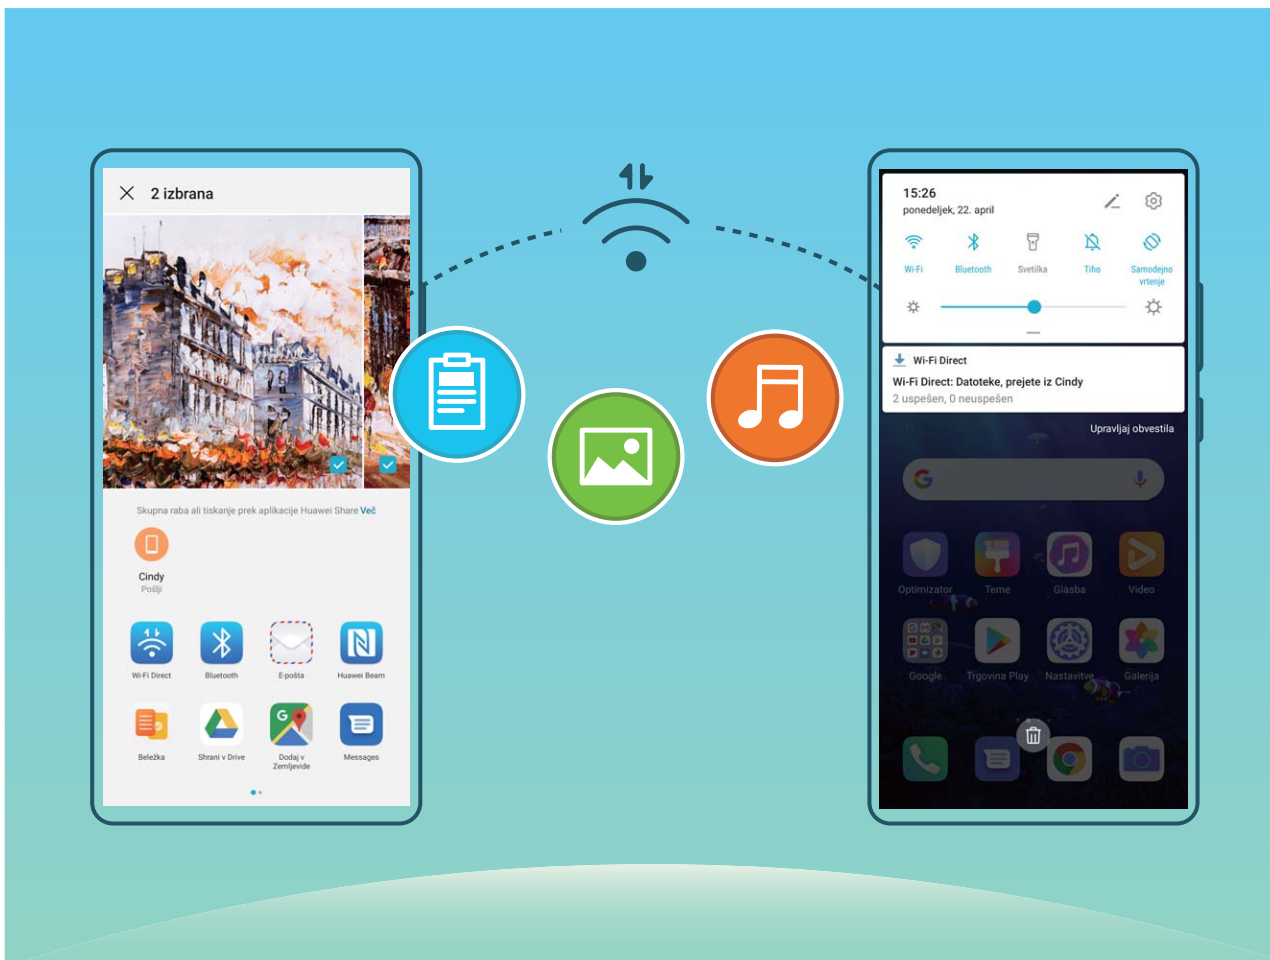 2 izbrana
Skupna raba ali tiskanje prek aplikacije Huawei Share Več
Cindy
Pošlji
Wi-Fi Direct
Bluetooth
E-pošta
Huawei Beam
Beležka
Shrani v Drive
Dodaj v
Zemljevide
Messages
15:26
ponedeljek, 22. april
Wi-Fi
Bluetooth
Svetilka
Tiho
Samodejno
vrtenje
Wi-Fi Direct
Wi-Fi Direct: Datoteke, prejete iz Cindy
2 uspešen, 0 neuspešen
Upravljaj obvestila
Optimizator
Teme
Glasba
Video
Google
Trgovina Play
Nastavitve
Galerija